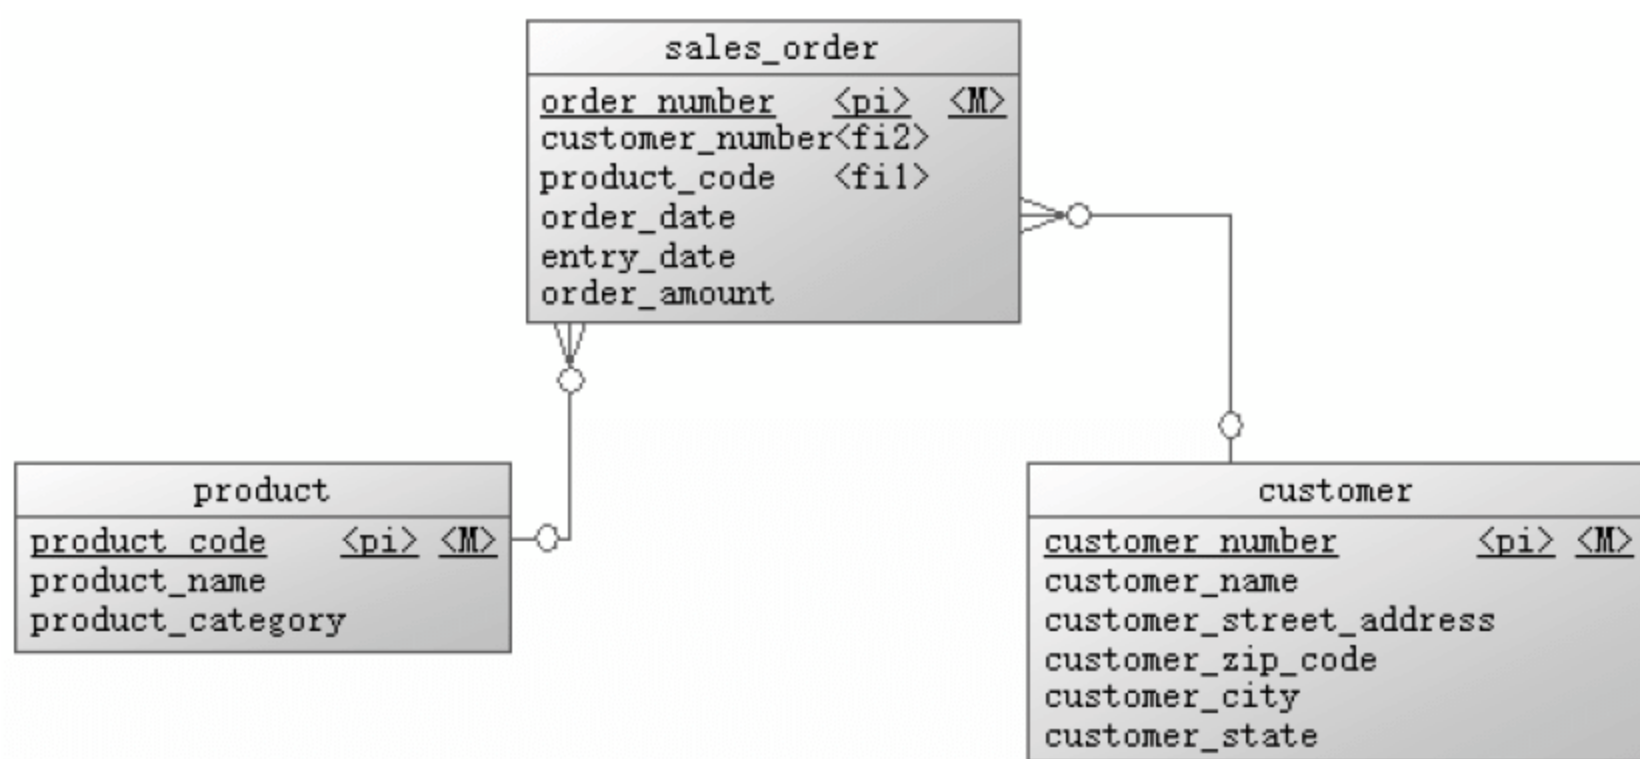 sales_order
order_number <pi> <M>
customer_number<fi2>
product_code <fi1>
order_date
entry_date
order_amount
product
product_code <pi> <M>
product_name
product_category
customer
customer_number <pi> <M>
customer_name
customer_street_address
customer_zip_code
customer_city
customer_state